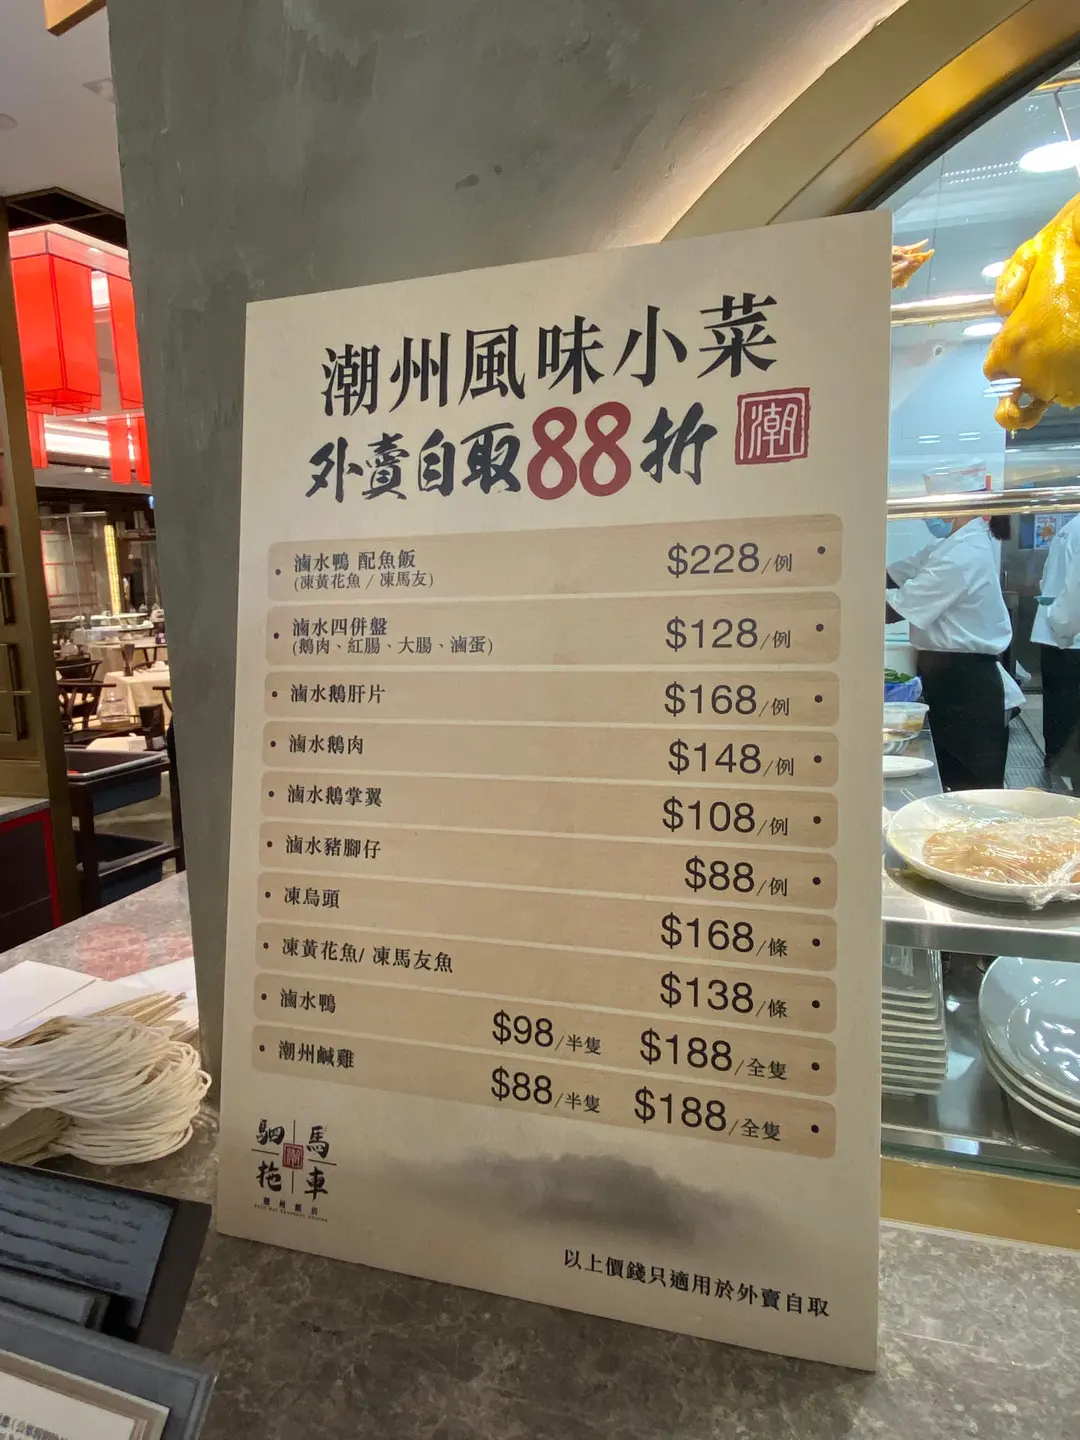 潮州風味小菜
外賣自取88折 潮
• 滷水鴨 配魚飯 $228/例 •
(凍黃花魚 / 凍馬友)
• 滷水四併盤 $128/例 •
(鵝肉、紅腸、大腸、滷蛋)
• 滷水鵝肝片 $168/例 •
• 滷水鵝肉 $148/例 •
• 滷水鵝掌翼 $108/例 •
• 滷水豬腳仔 $88/例 •
• 凍烏頭 $168/條 •
• 凍黃花魚/ 凍馬友魚 $138/條 •
• 滷水鴨 $98/半隻 $188/全隻 •
• 潮州鹹雞 $88/半隻 $188/全隻 •
駟馬
拖車
以上價錢只適用於外賣自取